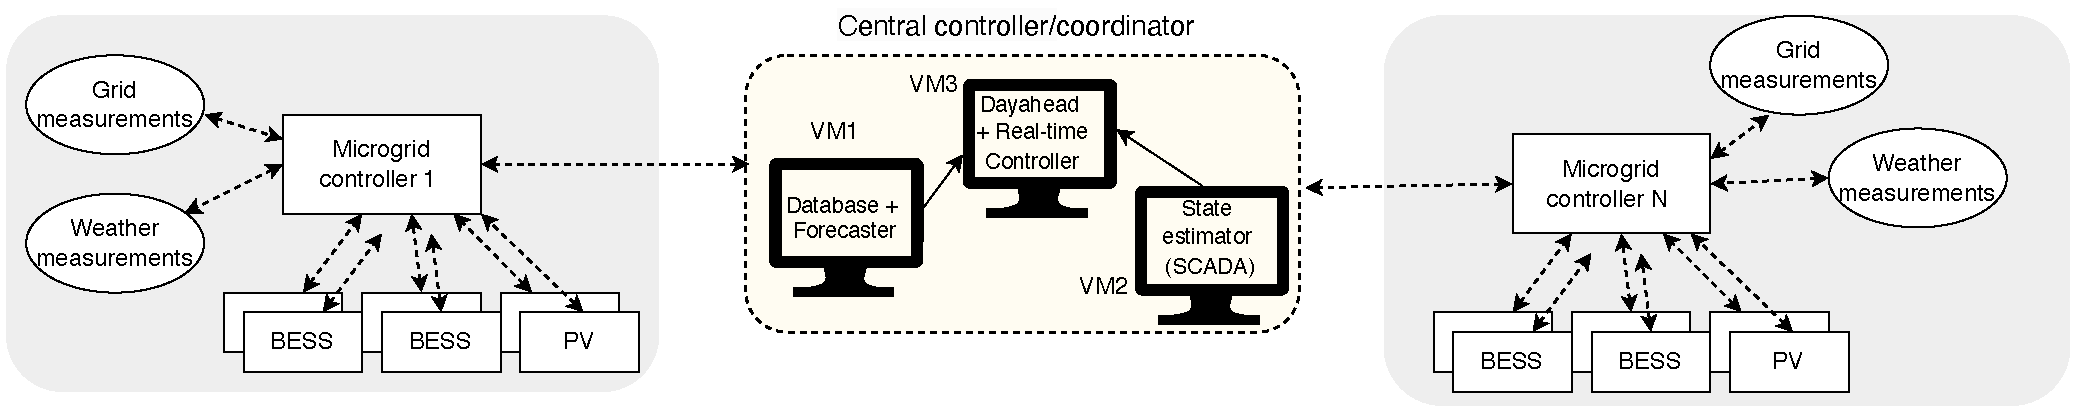 Central controller/coordinator
Grid
measurements
Weather
measurements
Microgrid
controller 1
BESS
BESS
PV
VM1
Database +
Forecaster
VM3
Dayahead
+ Real-time
Controller
VM2
State
estimator
(SCADA)
Microgrid
controller N
Grid
measurements
Weather
measurements
BESS
BESS
PV